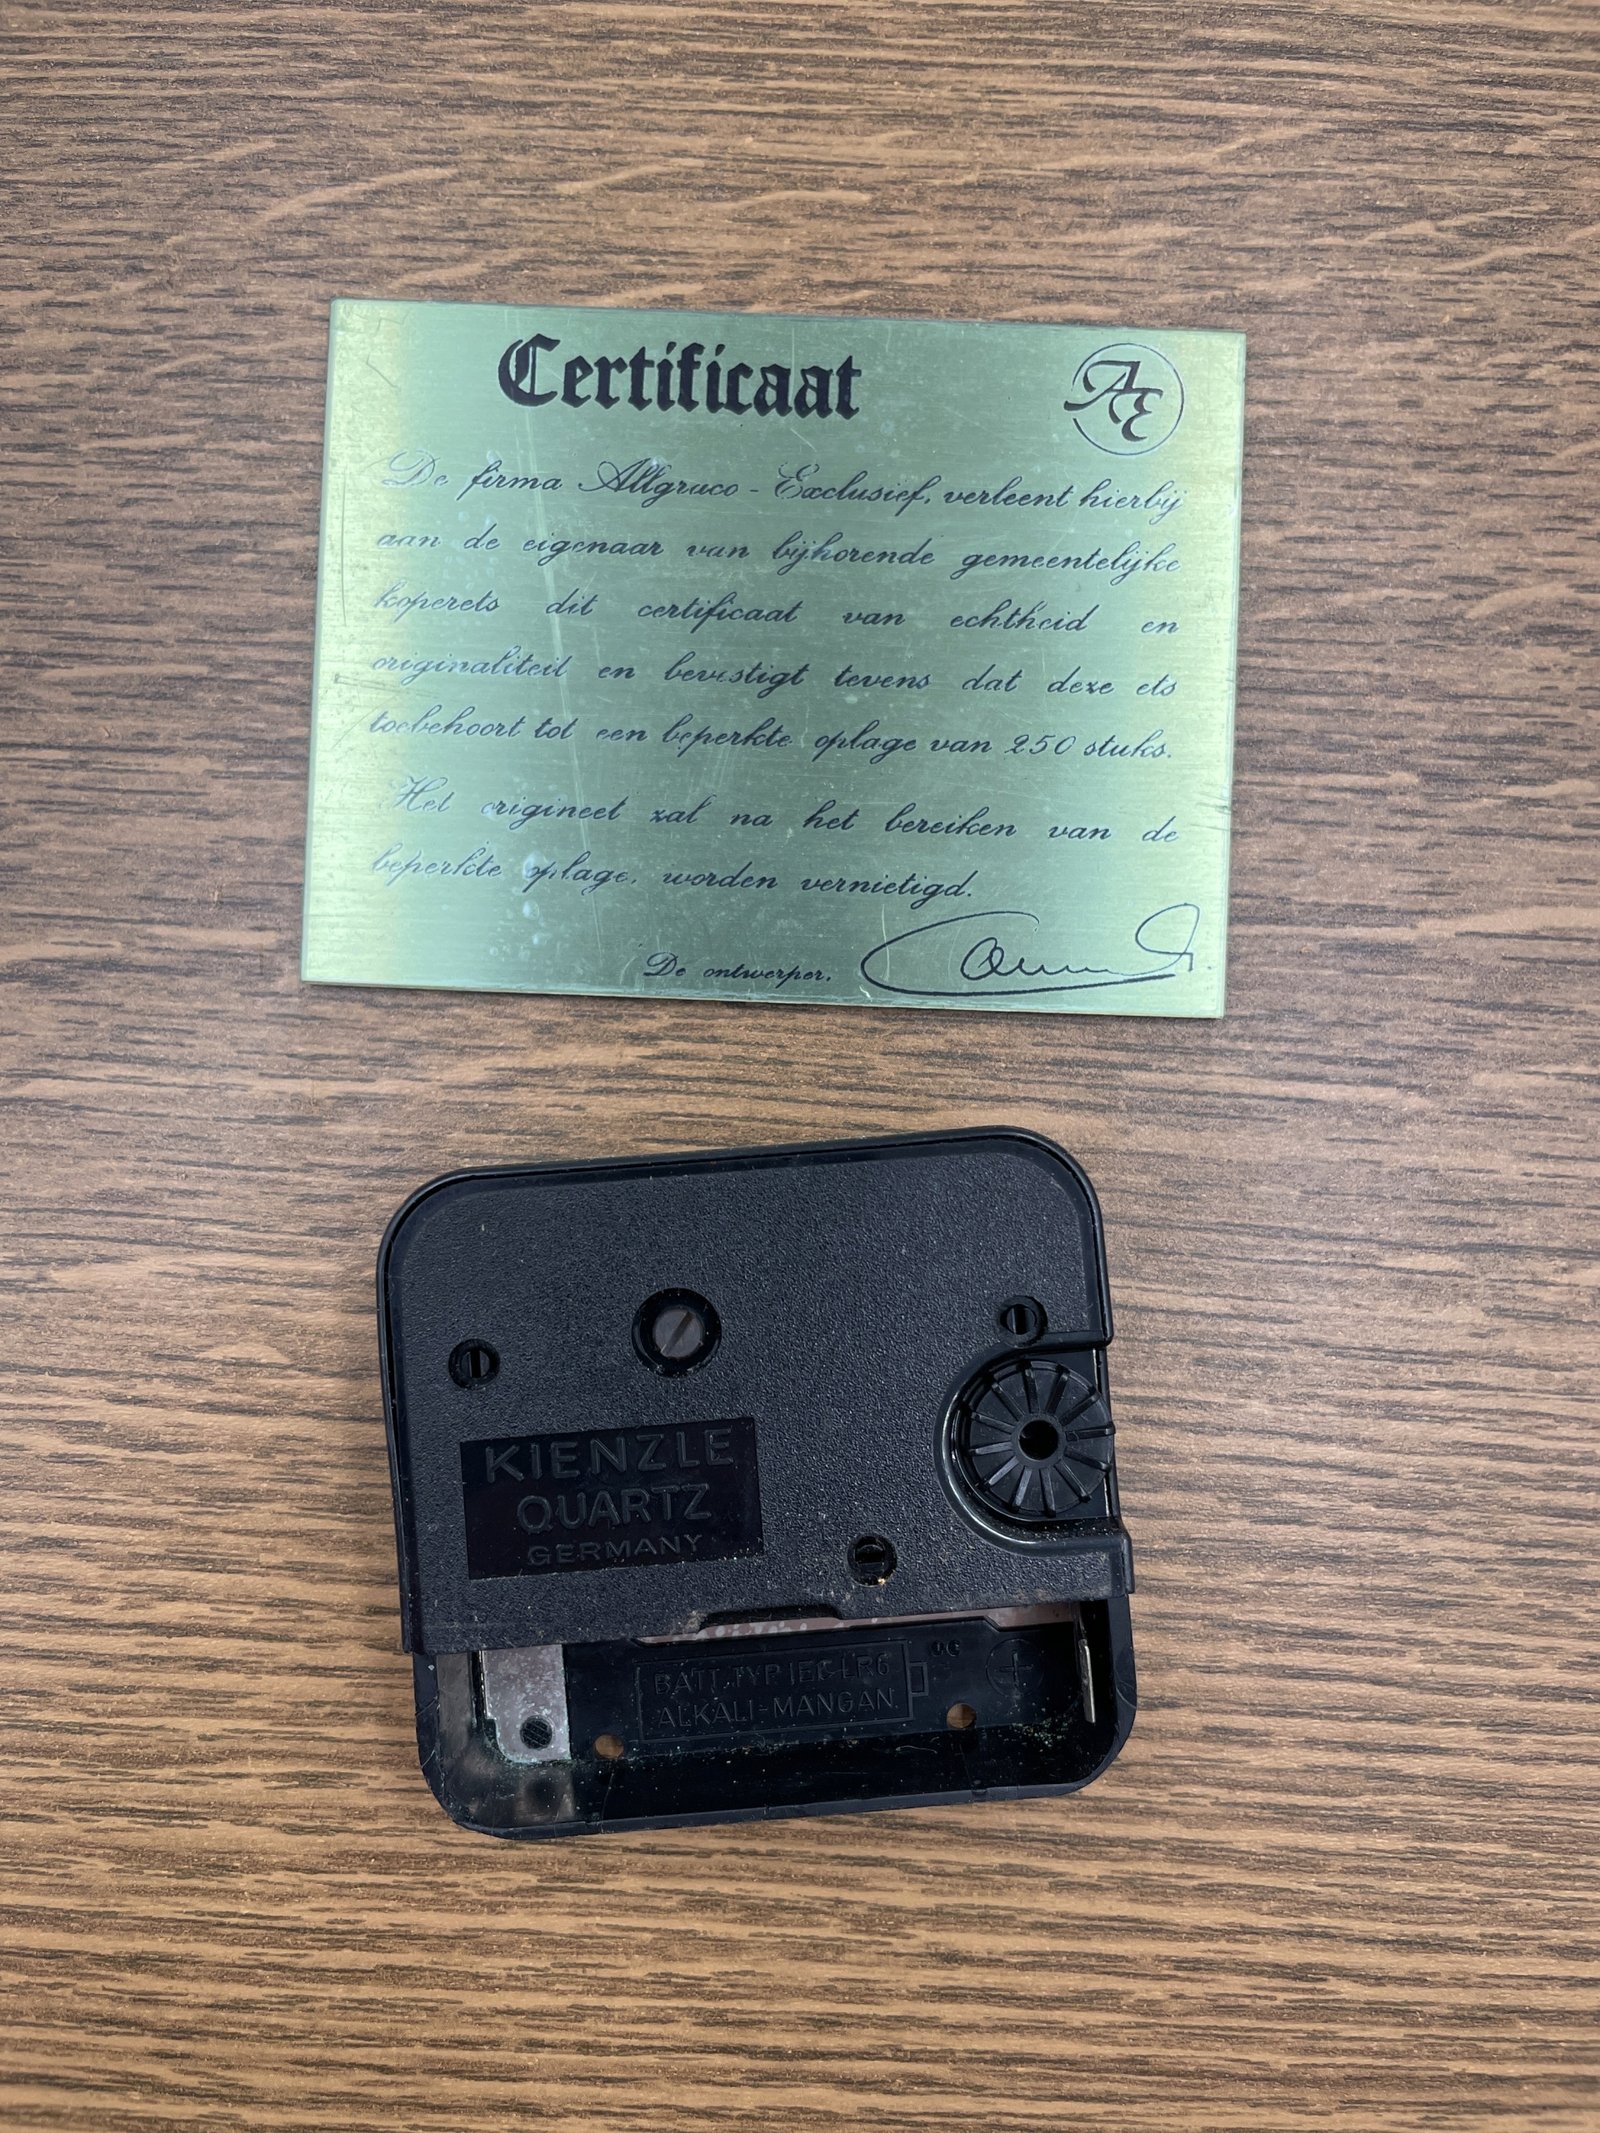 Certificaat
AE
De firma Allgraco - Exclusief, verleent hierbij
aan de eigenaar van bijhorende gemeentelijke
koperets dit certificaat van echtheid en
originaliteit en bevestigt tevens dat deze ets
toebehoort tot een beperkte oplage van 250 stuks.
Het origineel zal na het bereiken van de
beperkte oplage, worden vernietigd.
De ontwerper,
KIENZLE
QUARTZ
GERMANY
BATT.TYP IEC-LR6
ALKALI-MANGAN
+